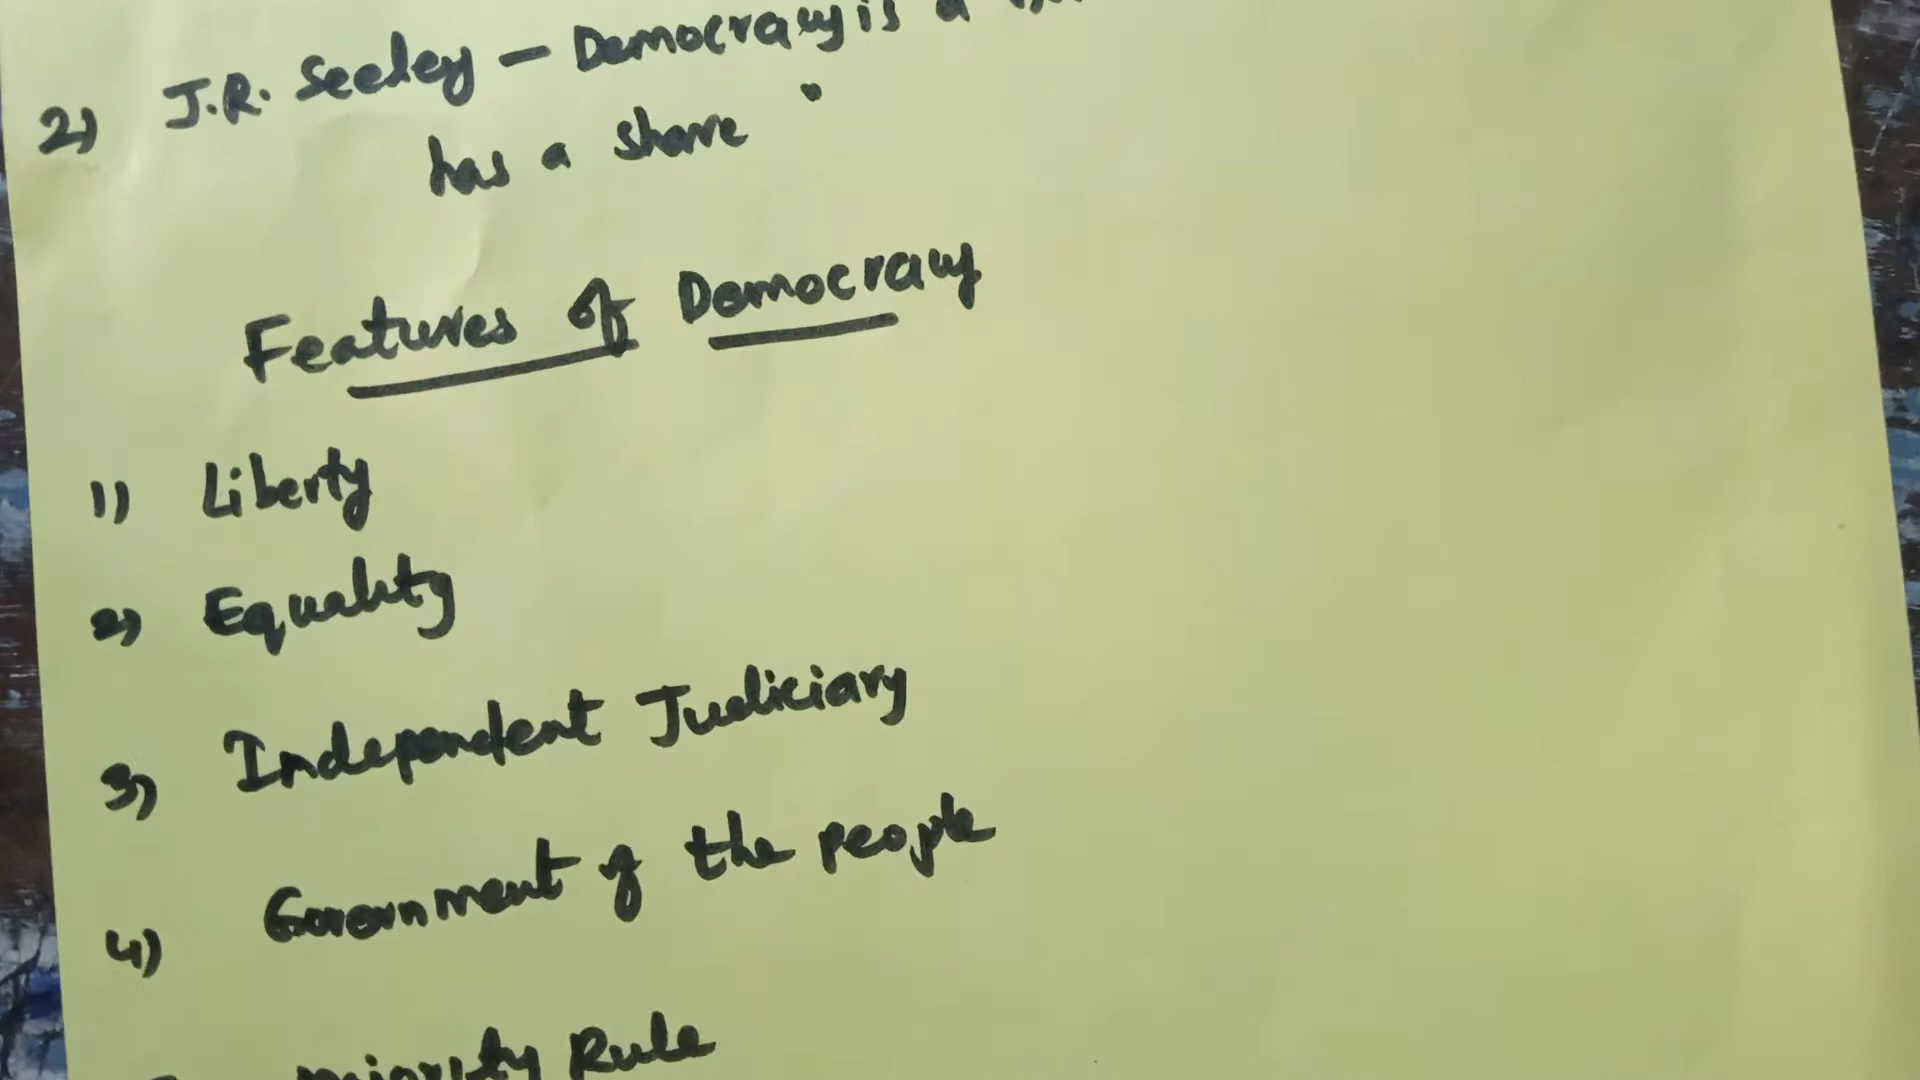 2) J.R. Seeley - Democracy is a
has a share "
Features of Democracy
1) Liberty
2) Equality
3) Independent Judiciary
4) Government of the people
Majority Rule